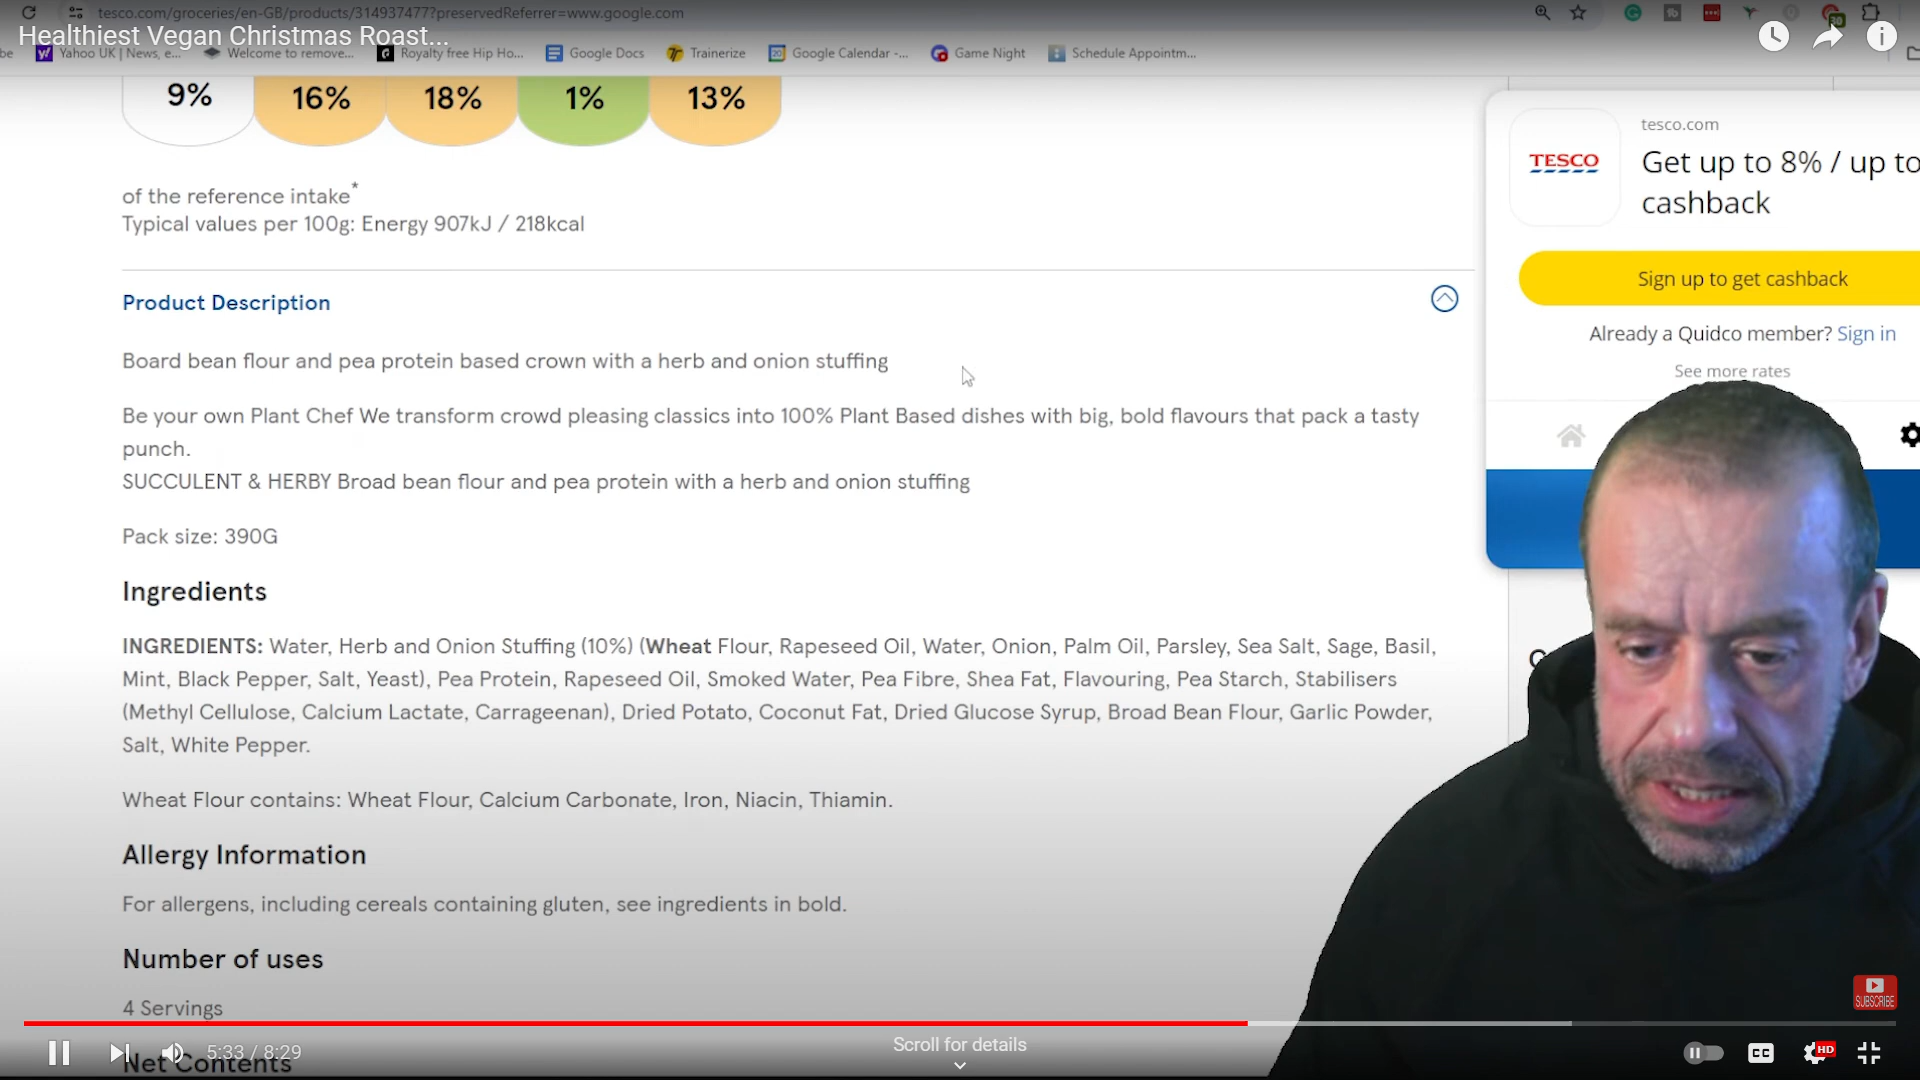 tesco.com/groceries/en-GB/products/314937477?preservedReferrer=www.google.com
Healthiest Vegan Christmas Roast...
be Yahoo UK | News, e... Welcome to remove... Royalty free Hip Ho... Google Docs Trainerize Google Calendar -... Game Night Schedule Appointm...
9% 16% 18% 1% 13%
of the reference intake*
Typical values per 100g: Energy 907kJ / 218kcal
Product Description
Board bean flour and pea protein based crown with a herb and onion stuffing
Be your own Plant Chef We transform crowd pleasing classics into 100% Plant Based dishes with big, bold flavours that pack a tasty
punch.
SUCCULENT & HERBY Broad bean flour and pea protein with a herb and onion stuffing
Pack size: 390G
Ingredients
INGREDIENTS: Water, Herb and Onion Stuffing (10%) (Wheat Flour, Rapeseed Oil, Water, Onion, Palm Oil, Parsley, Sea Salt, Sage, Basil,
Mint, Black Pepper, Salt, Yeast), Pea Protein, Rapeseed Oil, Smoked Water, Pea Fibre, Shea Fat, Flavouring, Pea Starch, Stabilisers
(Methyl Cellulose, Calcium Lactate, Carrageenan), Dried Potato, Coconut Fat, Dried Glucose Syrup, Broad Bean Flour, Garlic Powder,
Salt, White Pepper.
Wheat Flour contains: Wheat Flour, Calcium Carbonate, Iron, Niacin, Thiamin.
Allergy Information
For allergens, including cereals containing gluten, see ingredients in bold.
Number of uses
4 Servings
Net Contents
tesco.com
TESCO
Get up to 8% / up to
cashback
Sign up to get cashback
Already a Quidco member? Sign in
See more rates
SUBSCRIBE
5:33 / 8:29
Scroll for details
CC
HD